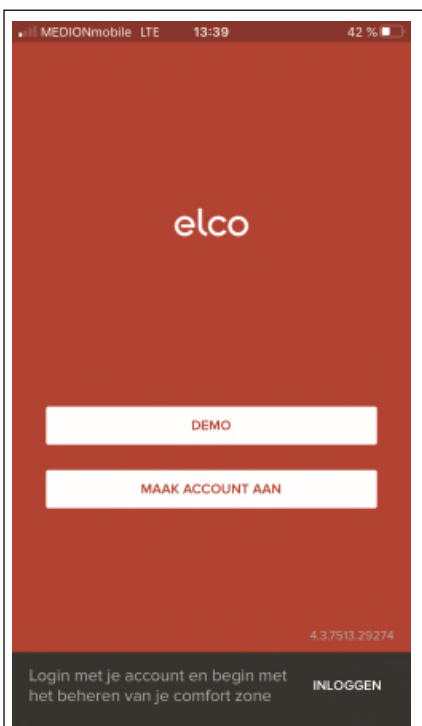 MEDIONmobile LTE 13:39 42 %
elco
DEMO
MAAK ACCOUNT AAN
4.3.7513.29274
Login met je account en begin met
het beheren van je comfort zone
INLOGGEN